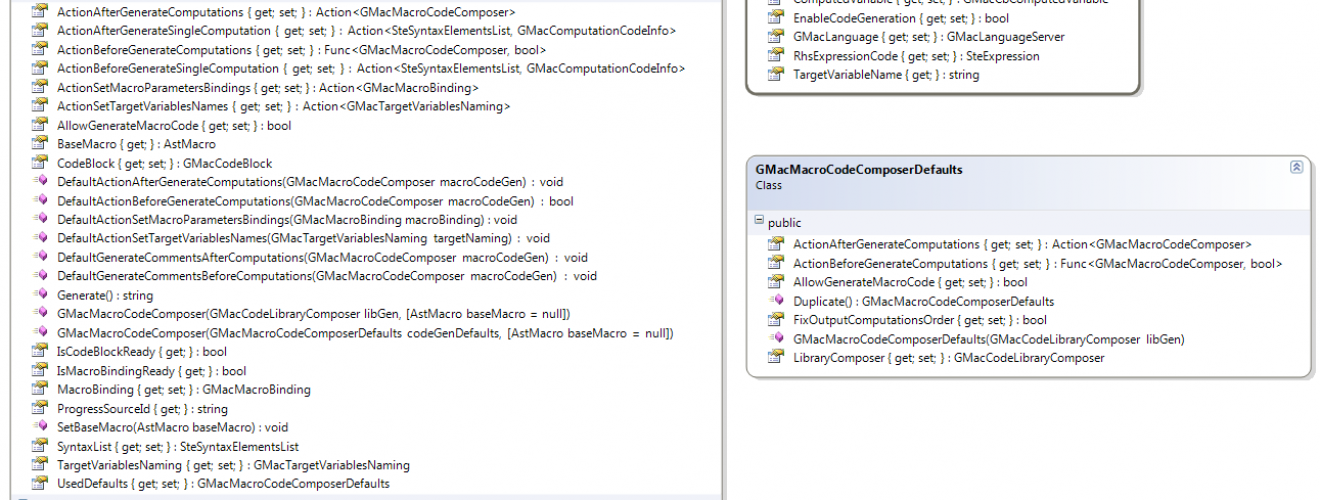 ActionAfterGenerateComputations { get; set; } : Action<GMacMacroCodeComposer>
ActionAfterGenerateSingleComputation { get; set; } : Action<SteSyntaxElementsList, GMacComputationCodeInfo>
ActionBeforeGenerateComputations { get; set; } : Func<GMacMacroCodeComposer, bool>
ActionBeforeGenerateSingleComputation { get; set; } : Action<SteSyntaxElementsList, GMacComputationCodeInfo>
ActionSetMacroParametersBindings { get; set; } : Action<GMacMacroBinding>
ActionSetTargetVariablesNames { get; set; } : Action<GMacTargetVariablesNaming>
AllowGenerateMacroCode { get; set; } : bool
BaseMacro { get; } : AstMacro
CodeBlock { get; set; } : GMacCodeBlock
DefaultActionAfterGenerateComputations(GMacMacroCodeComposer macroCodeGen) : void
DefaultActionBeforeGenerateComputations(GMacMacroCodeComposer macroCodeGen) : bool
DefaultActionSetMacroParametersBindings(GMacMacroBinding macroBinding) : void
DefaultActionSetTargetVariablesNames(GMacTargetVariablesNaming targetNaming) : void
DefaultGenerateCommentsAfterComputations(GMacMacroCodeComposer macroCodeGen) : void
DefaultGenerateCommentsBeforeComputations(GMacMacroCodeComposer macroCodeGen) : void
Generate() : string
GMacMacroCodeComposer(GMacCodeLibraryComposer libGen, [AstMacro baseMacro = null])
GMacMacroCodeComposer(GMacMacroCodeComposerDefaults codeGenDefaults, [AstMacro baseMacro = null])
IsCodeBlockReady { get; } : bool
IsMacroBindingReady { get; } : bool
MacroBinding { get; set; } : GMacMacroBinding
ProgressSourceId { get; } : string
SetBaseMacro(AstMacro baseMacro) : void
SyntaxList { get; set; } : SteSyntaxElementsList
TargetVariablesNaming { get; set; } : GMacTargetVariablesNaming
UsedDefaults { get; set; } : GMacMacroCodeComposerDefaults
EnableCodeGeneration { get; set; } : bool
GMacLanguage { get; set; } : GMacLanguageServer
RhsExpressionCode { get; set; } : SteExpression
TargetVariableName { get; } : string
GMacMacroCodeComposerDefaults
Class
public
ActionAfterGenerateComputations { get; set; } : Action<GMacMacroCodeComposer>
ActionBeforeGenerateComputations { get; set; } : Func<GMacMacroCodeComposer, bool>
AllowGenerateMacroCode { get; set; } : bool
Duplicate() : GMacMacroCodeComposerDefaults
FixOutputComputationsOrder { get; set; } : bool
GMacMacroCodeComposerDefaults(GMacCodeLibraryComposer libGen)
LibraryComposer { get; set; } : GMacCodeLibraryComposer